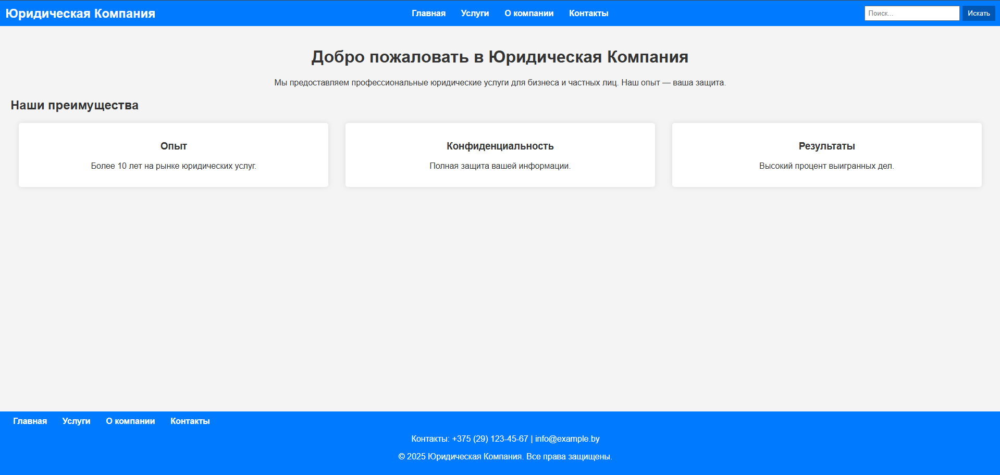 Юридическая Компания
Главная Услуги О компании Контакты
Поиск... Искать
Добро пожаловать в Юридическая Компания
Мы предоставляем профессиональные юридические услуги для бизнеса и частных лиц. Наш опыт — ваша защита.
Наши преимущества
Опыт
Более 10 лет на рынке юридических услуг.
Конфиденциальность
Полная защита вашей информации.
Результаты
Высокий процент выигранных дел.
Главная Услуги О компании Контакты
Контакты: +375 (29) 123-45-67 | info@example.by
© 2025 Юридическая Компания. Все права защищены.